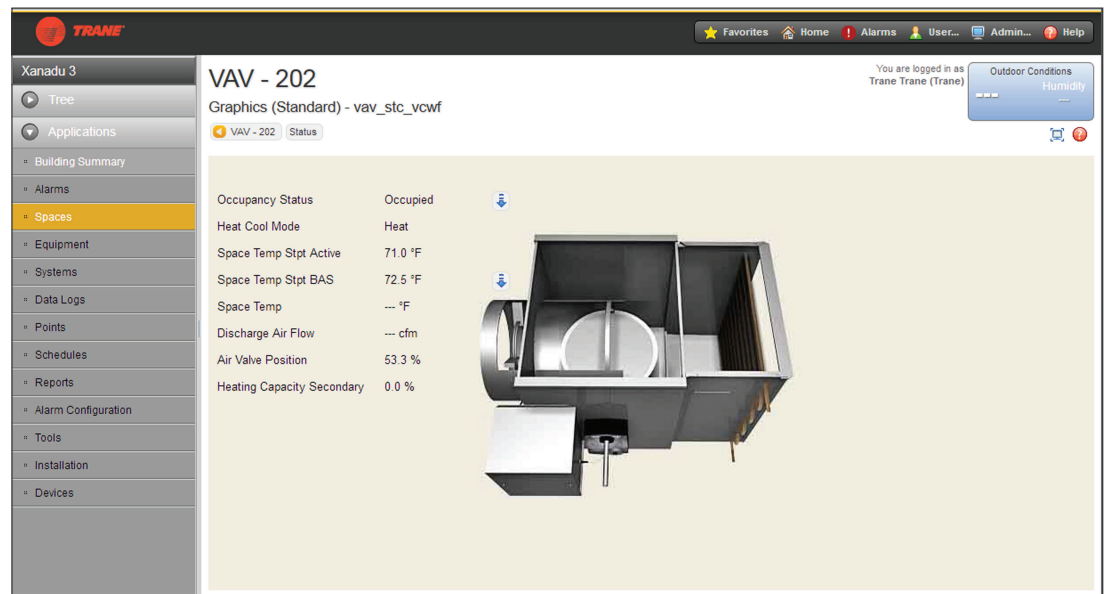 TRANE
Favorites Home Alarms User... Admin... Help
Xanadu 3
Tree
Applications
Building Summary
Alarms
Spaces
Equipment
Systems
Data Logs
Points
Schedules
Reports
Alarm Configuration
Tools
Installation
Devices
VAV - 202
Graphics (Standard) - vav_stc_vcwf
VAV - 202 Status
You are logged in as
Trane Trane (Trane)
Outdoor Conditions
Humidity
--- --
Occupancy Status Occupied
Heat Cool Mode Heat
Space Temp Stpt Active 71.0 °F
Space Temp Stpt BAS 72.5 °F
Space Temp --- °F
Discharge Air Flow --- cfm
Air Valve Position 53.3 %
Heating Capacity Secondary 0.0 %